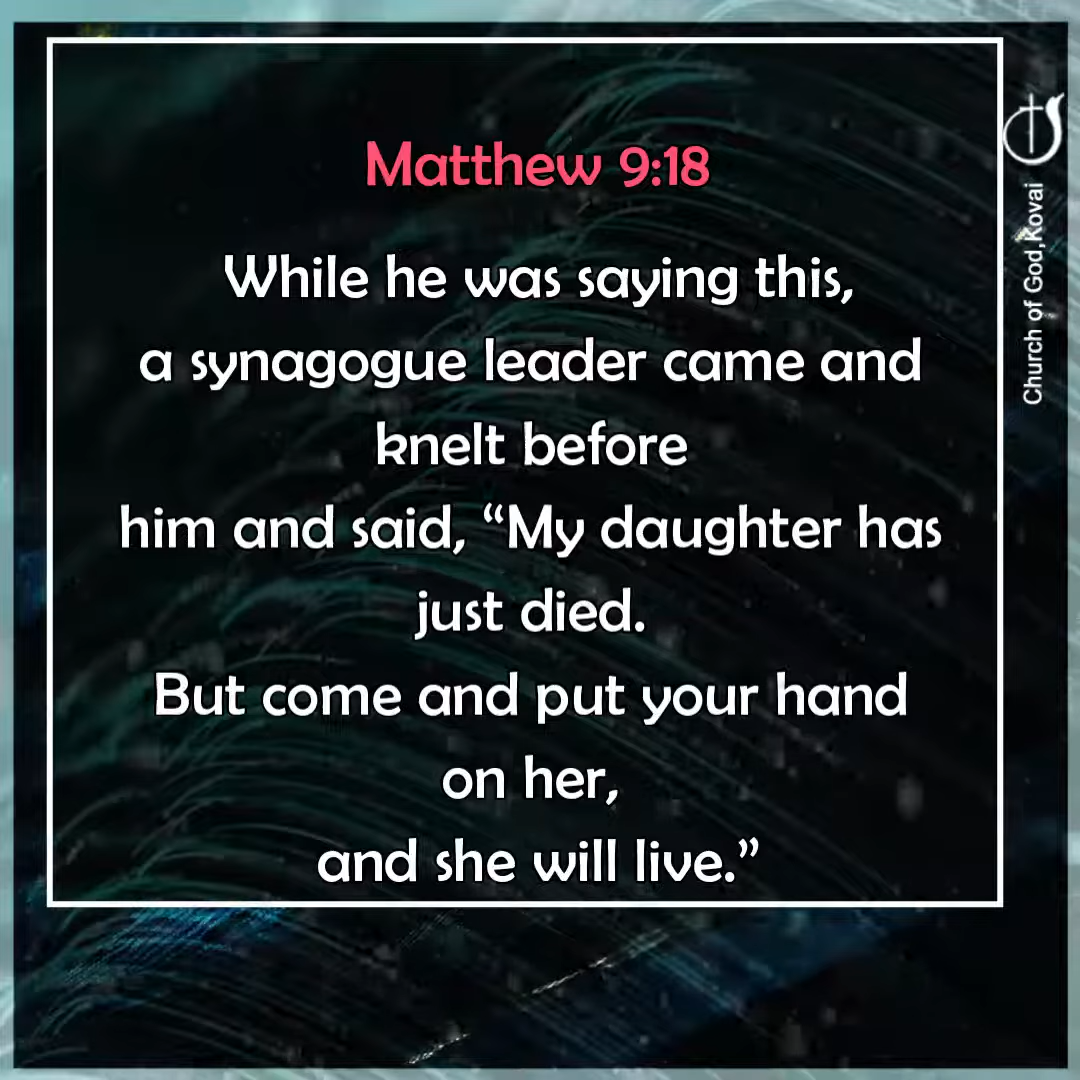 Matthew 9:18
While he was saying this,
a synagogue leader came and
knelt before
him and said, “My daughter has
just died.
But come and put your hand
on her,
and she will live.”
Church of God,Kovai